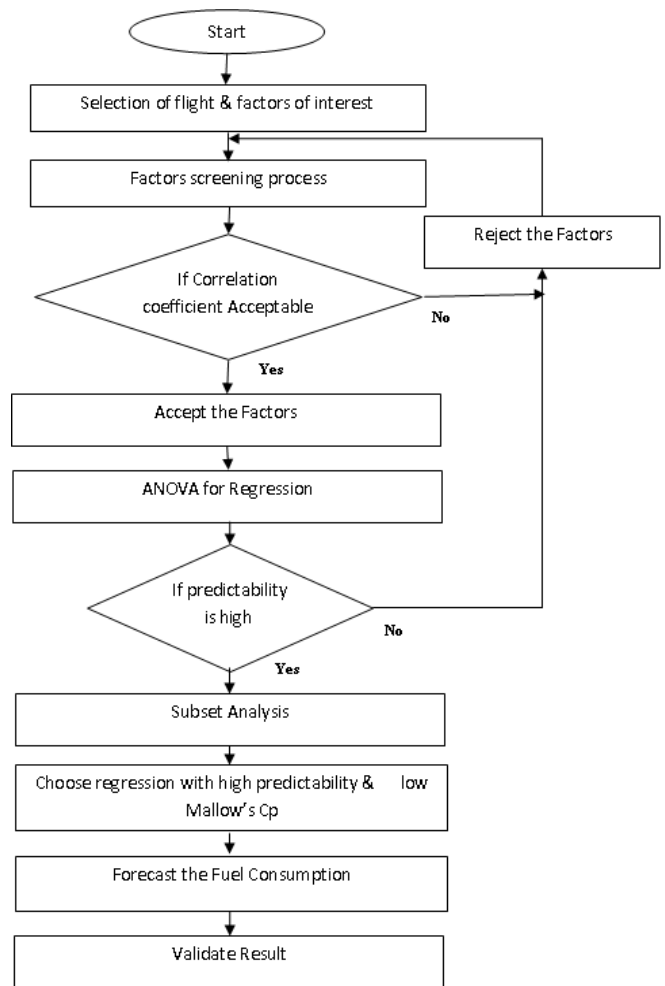 Start
Selection of flight & factors of interest
Factors screening process
Reject the Factors
If Correlation
coefficient Acceptable
No
Yes
Accept the Factors
ANOVA for Regression
If predictability
is high
No
Yes
Subset Analysis
Choose regression with high predictability & low
Mallow's Cp
Forecast the Fuel Consumption
Validate Result